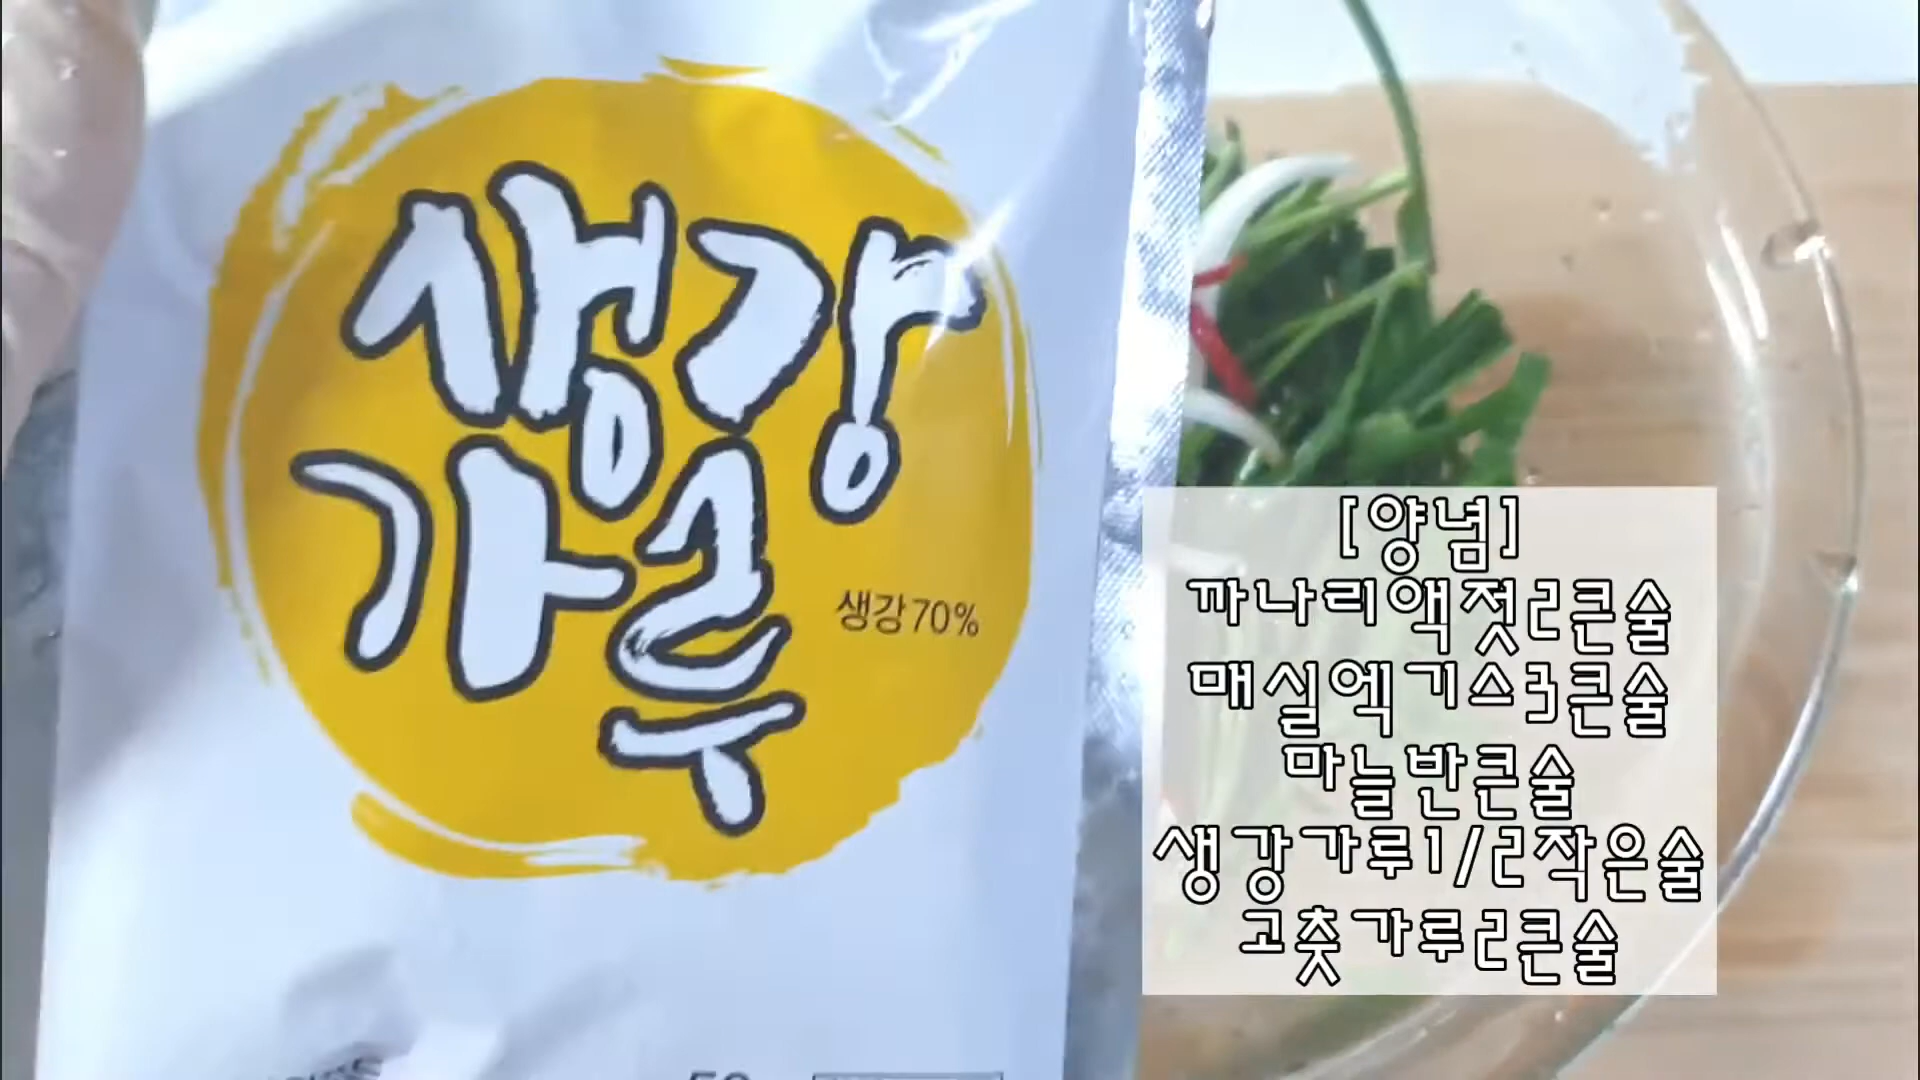 생강
가루
생강70%
[양념]
까나리액젓2큰술
매실엑기스3큰술
마늘반큰술
생강가루1/2작은술
고춧가루2큰술